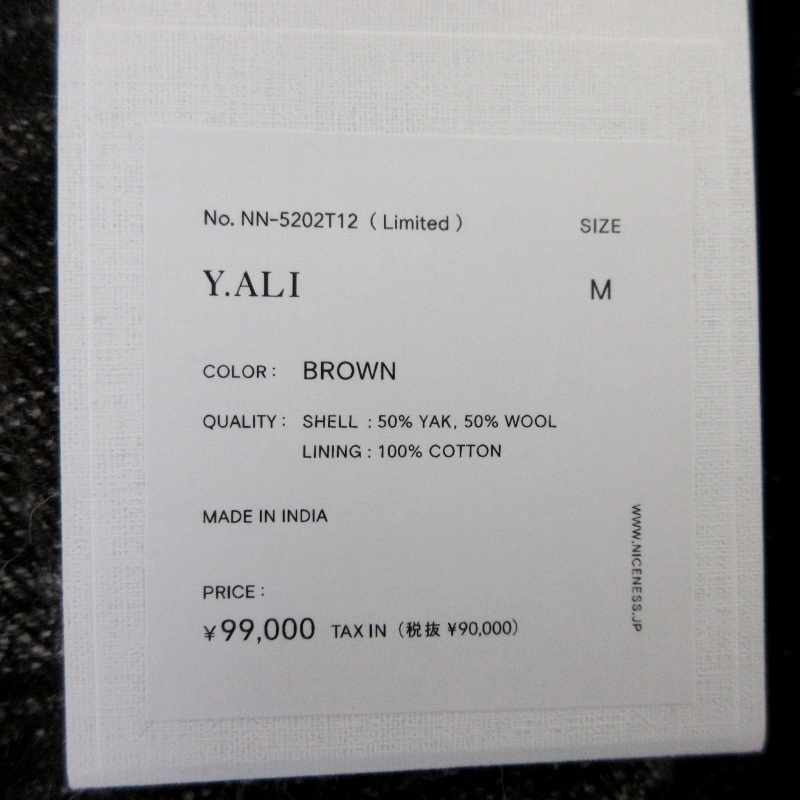 No. NN-5202T12 ( Limited )
SIZE
Y.ALI
M
COLOR : BROWN
QUALITY : SHELL : 50% YAK, 50% WOOL
LINING : 100% COTTON
MADE IN INDIA
WWW.NICENESS.JP
PRICE :
¥99,000 TAX IN （税抜 ¥90,000）